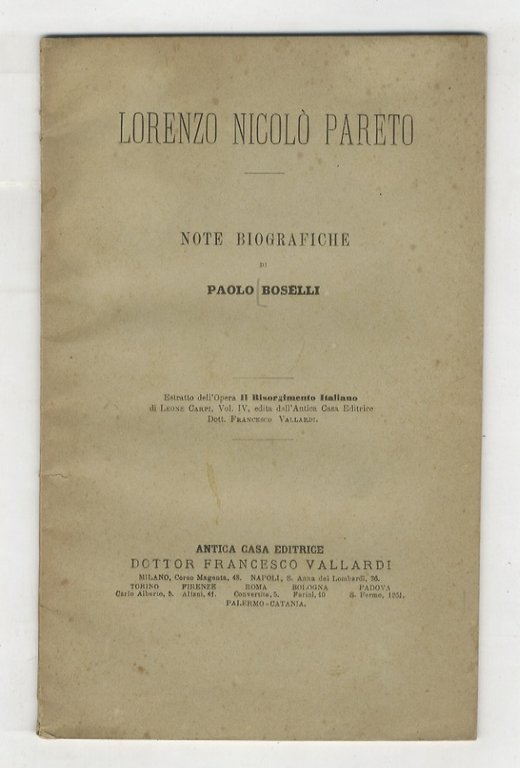 LORENZO NICOLÒ PARETO
NOTE BIOGRAFICHE
DI
PAOLO BOSELLI
Estratto dell'Opera Il Risorgimento Italiano
di LEONE CARPI, Vol. IV, edita dall'Antica Casa Editrice
Dott. FRANCESCO VALLARDI.
ANTICA CASA EDITRICE
DOTTOR FRANCESCO VALLARDI
MILANO, Corso Magenta, 48. NAPOLI, S. Anna dei Lombardi, 36.
TORINO FIRENZE ROMA BOLOGNA PADOVA
Carlo Alberto, 5. Alfani, 41. Convertite, 5. Farini, 10 S. Fermo, 1251.
PALERMO-CATANIA.